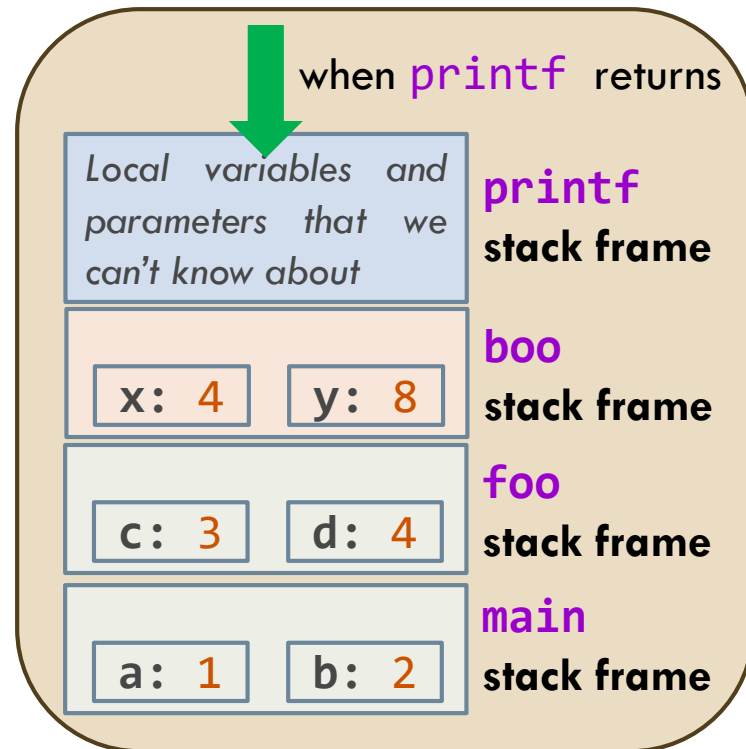 when printf returns
Local variables and
parameters that we
can't know about
printf
stack frame
x: 4 y: 8
boo
stack frame
c: 3 d: 4
foo
stack frame
a: 1 b: 2
main
stack frame